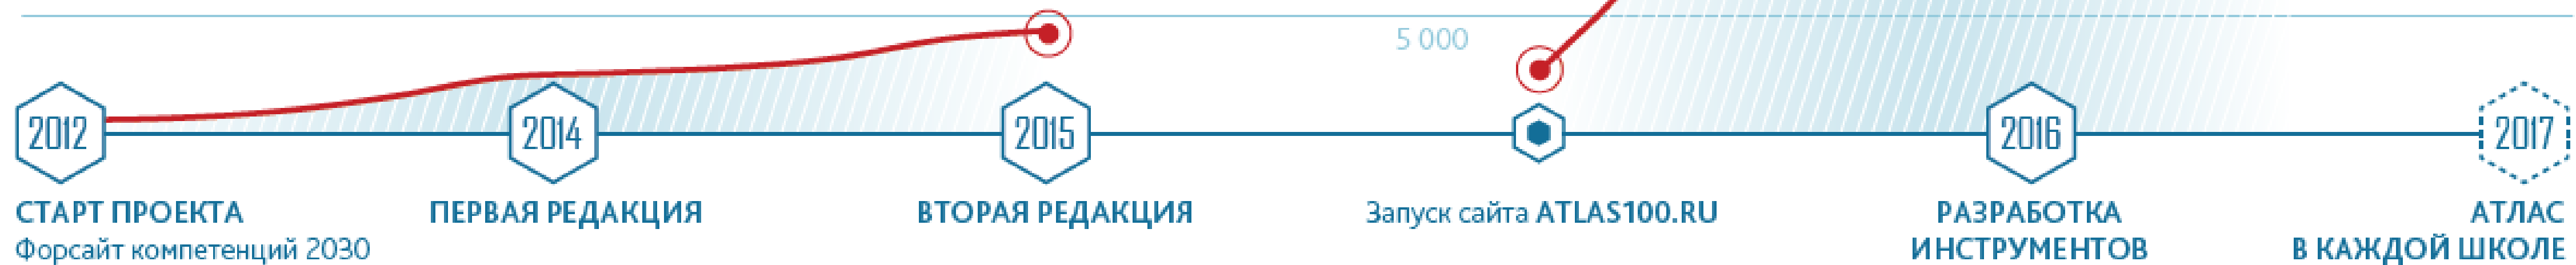 5 000
2012
2014
2015
2016
2017
СТАРТ ПРОЕКТА
Форсайт компетенций 2030
ПЕРВАЯ РЕДАКЦИЯ
ВТОРАЯ РЕДАКЦИЯ
Запуск сайта ATLAS100.RU
РАЗРАБОТКА
ИНСТРУМЕНТОВ
АТЛАС
В КАЖДОЙ ШКОЛЕ